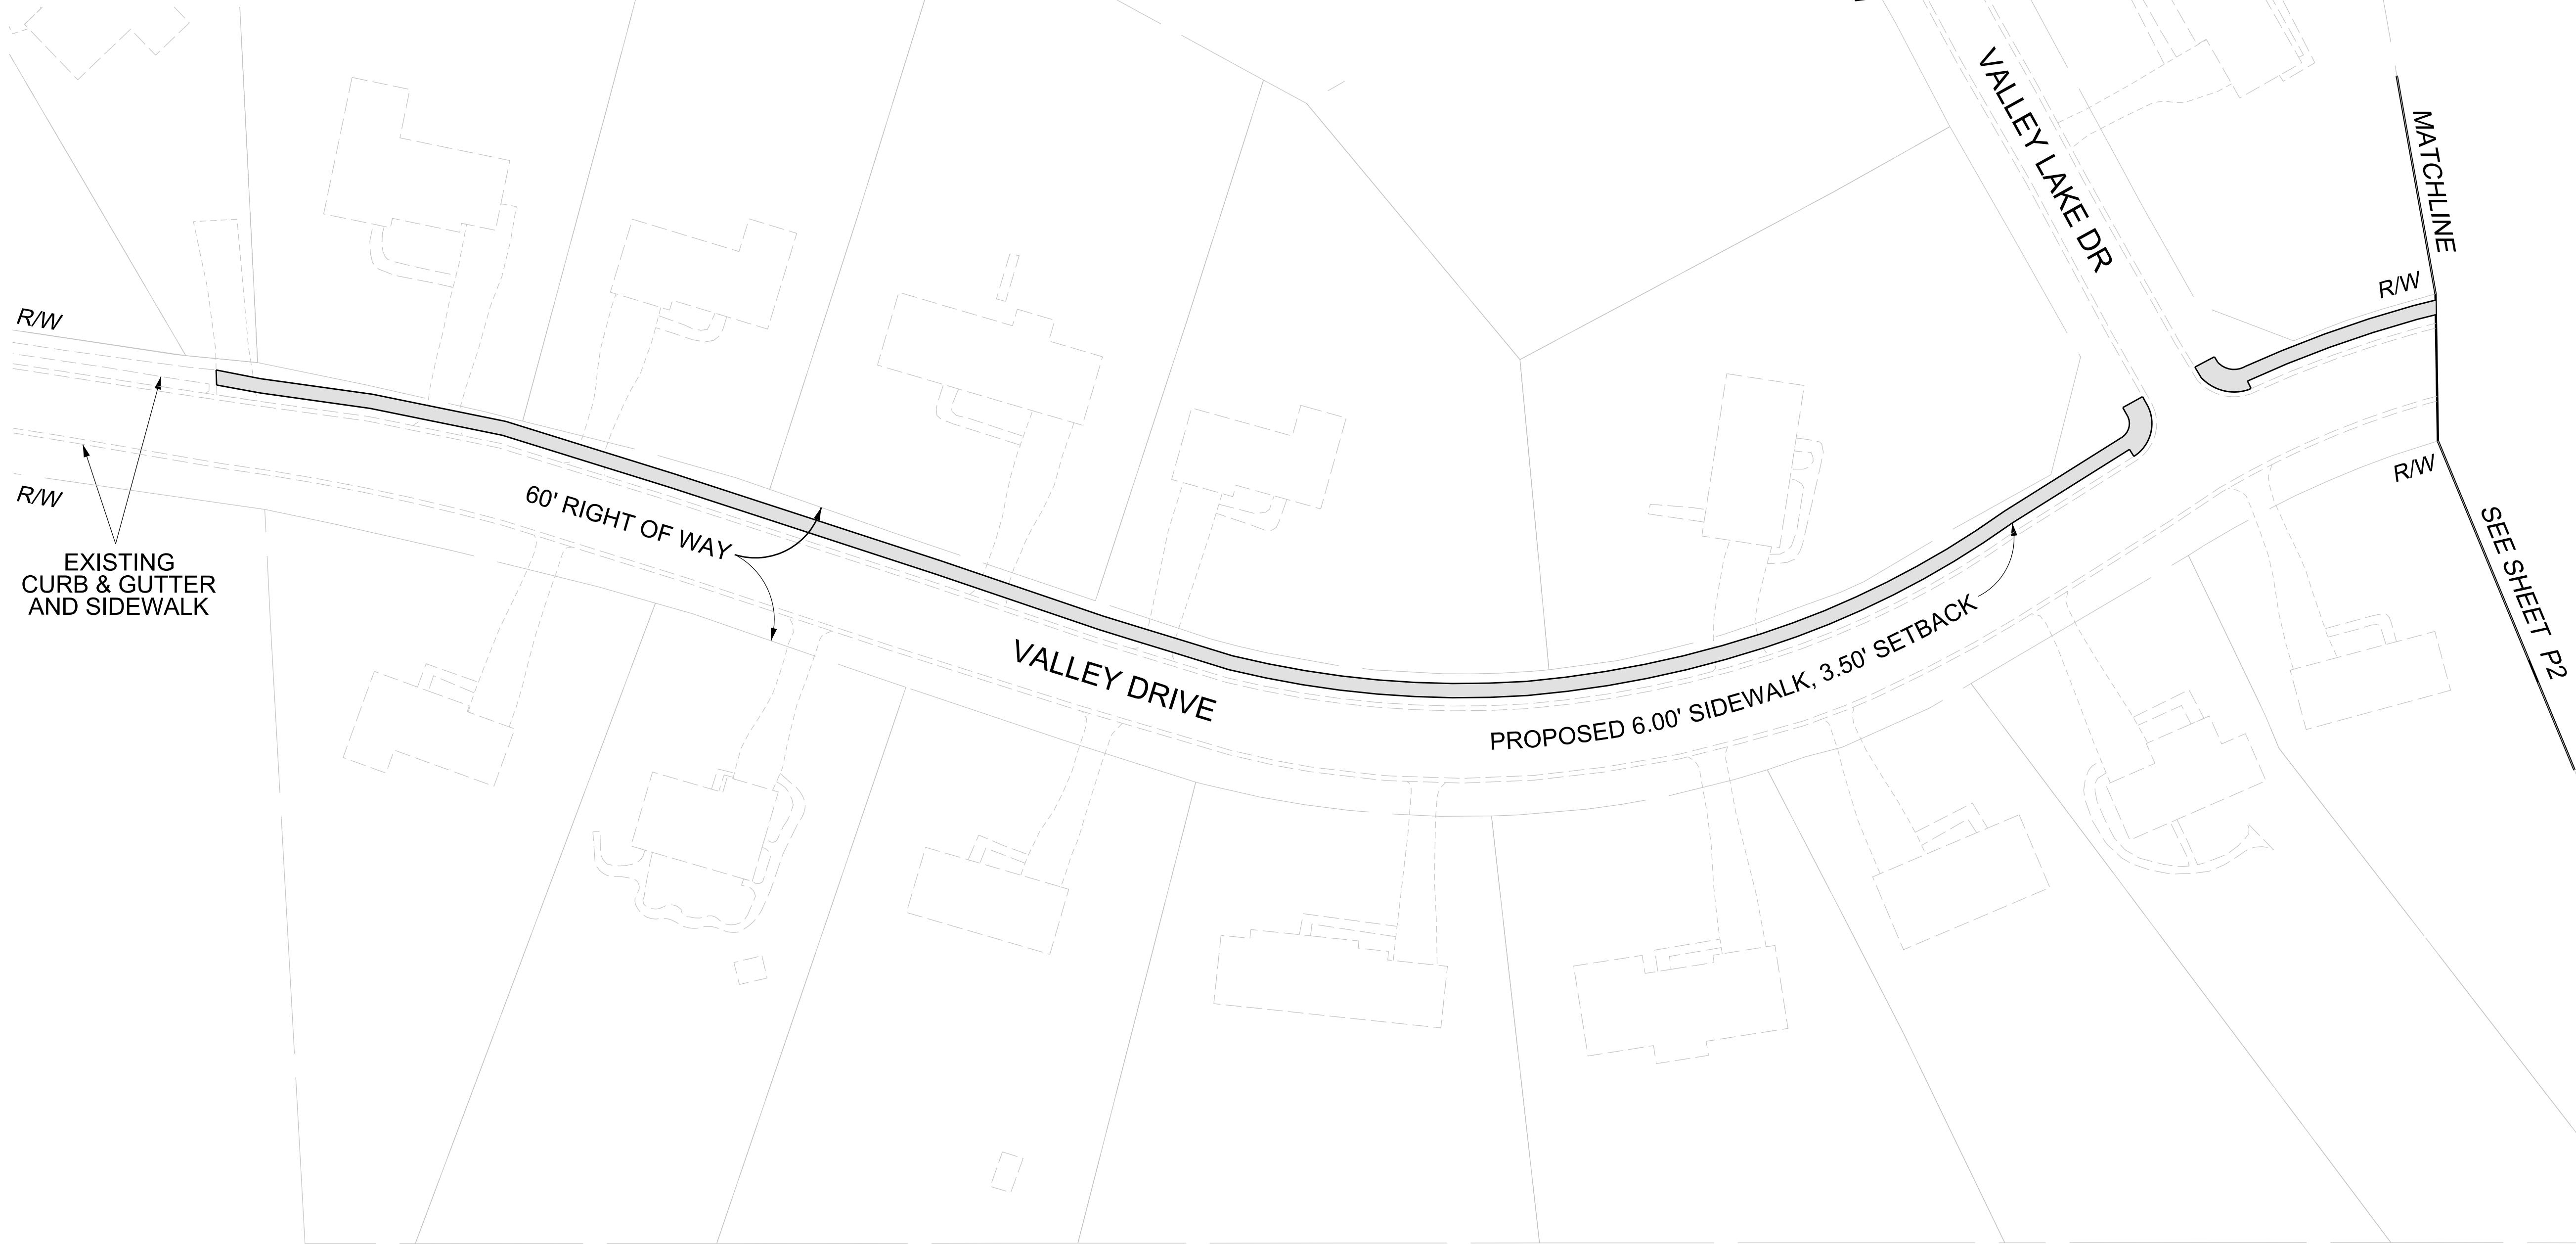 VALLEY LAKE DR
MATCHLINE
R/W
R/W
R/W
R/W
60' RIGHT OF WAY
SEE SHEET P2
EXISTING
CURB & GUTTER
AND SIDEWALK
VALLEY DRIVE
PROPOSED 6.00' SIDEWALK, 3.50' SETBACK